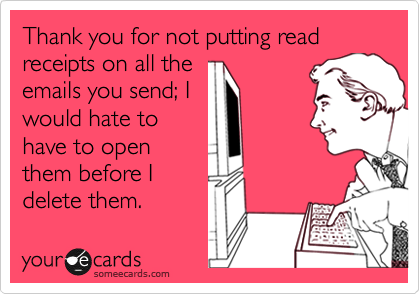 Thank you for not putting read
receipts on all the
emails you send; I
would hate to
have to open
them before I
delete them.
your e cards
someecards.com